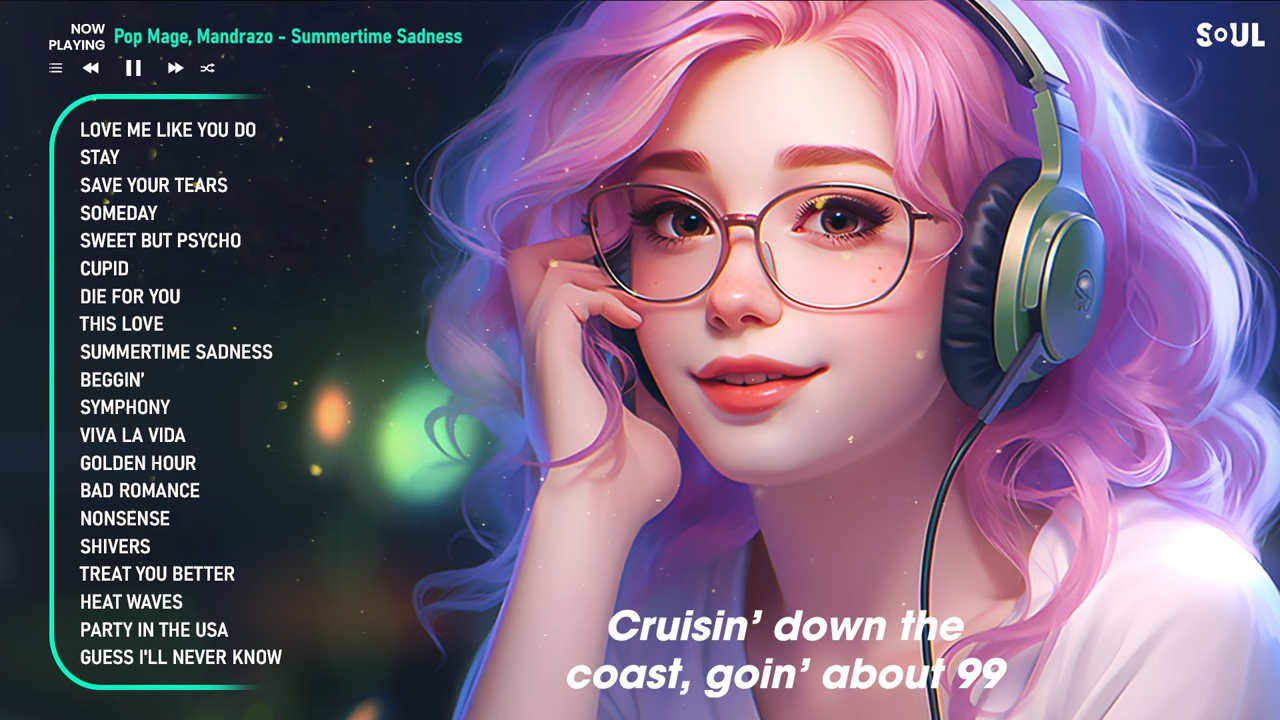 NOW PLAYING
Pop Mage, Mandrazo - Summertime Sadness
SOUL
LOVE ME LIKE YOU DO
STAY
SAVE YOUR TEARS
SOMEDAY
SWEET BUT PSYCHO
CUPID
DIE FOR YOU
THIS LOVE
SUMMERTIME SADNESS
BEGGIN’
SYMPHONY
VIVA LA VIDA
GOLDEN HOUR
BAD ROMANCE
NONSENSE
SHIVERS
TREAT YOU BETTER
HEAT WAVES
PARTY IN THE USA
GUESS I'LL NEVER KNOW
Cruisin’ down the
coast, goin’ about 99